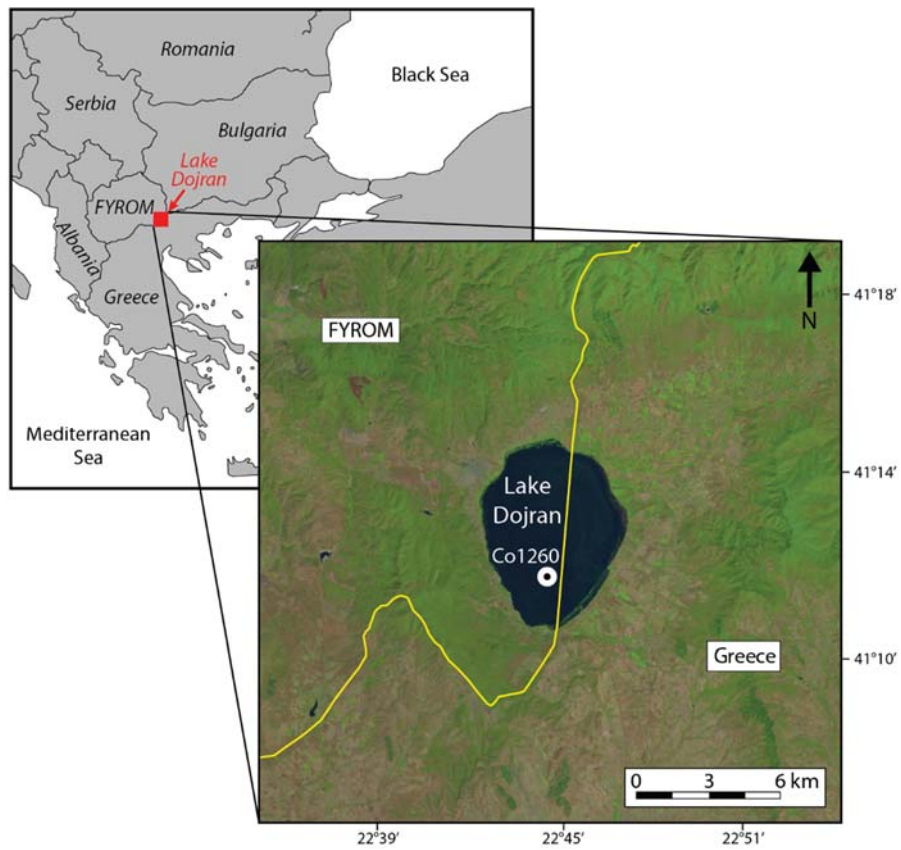 Romania
Black Sea
Serbia
Bulgaria
Lake
Dojran
FYROM
Albania
Greece
Mediterranean
Sea
N
41°18′
FYROM
41°14′
Lake
Dojran
Co1260
Greece
41°10′
0 3 6 km
22°39′ 22°45′ 22°51′